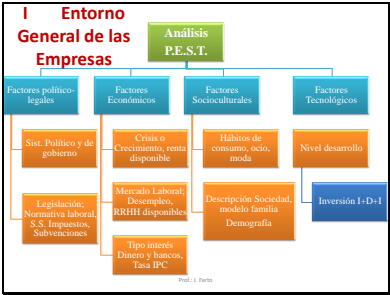 I Entorno
General de las
Empresas
Análisis
P.E.S.T.
Factores político-
legales
Factores
Económicos
Factores
Socioculturales
Factores
Tecnológicos
Sist. Político y de
gobierno
Crisis o
Crecimiento, renta
disponible
Hábitos de
consumo, ocio,
moda
Nivel desarrollo
Legislación;
Normativa laboral,
S.S. Impuestos,
Subvenciones
Mercado Laboral;
Desempleo,
RRHH disponibles
Descripción Sociedad,
modelo familia
Demografía
Inversión I+D+I
Tipo interés
Dinero y bancos,
Tasa IPC
Prof.: J. Ferto